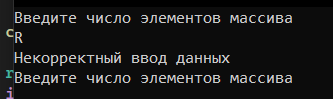 Введите число элементов массива
R
Некорректный ввод данных
Введите число элементов массива